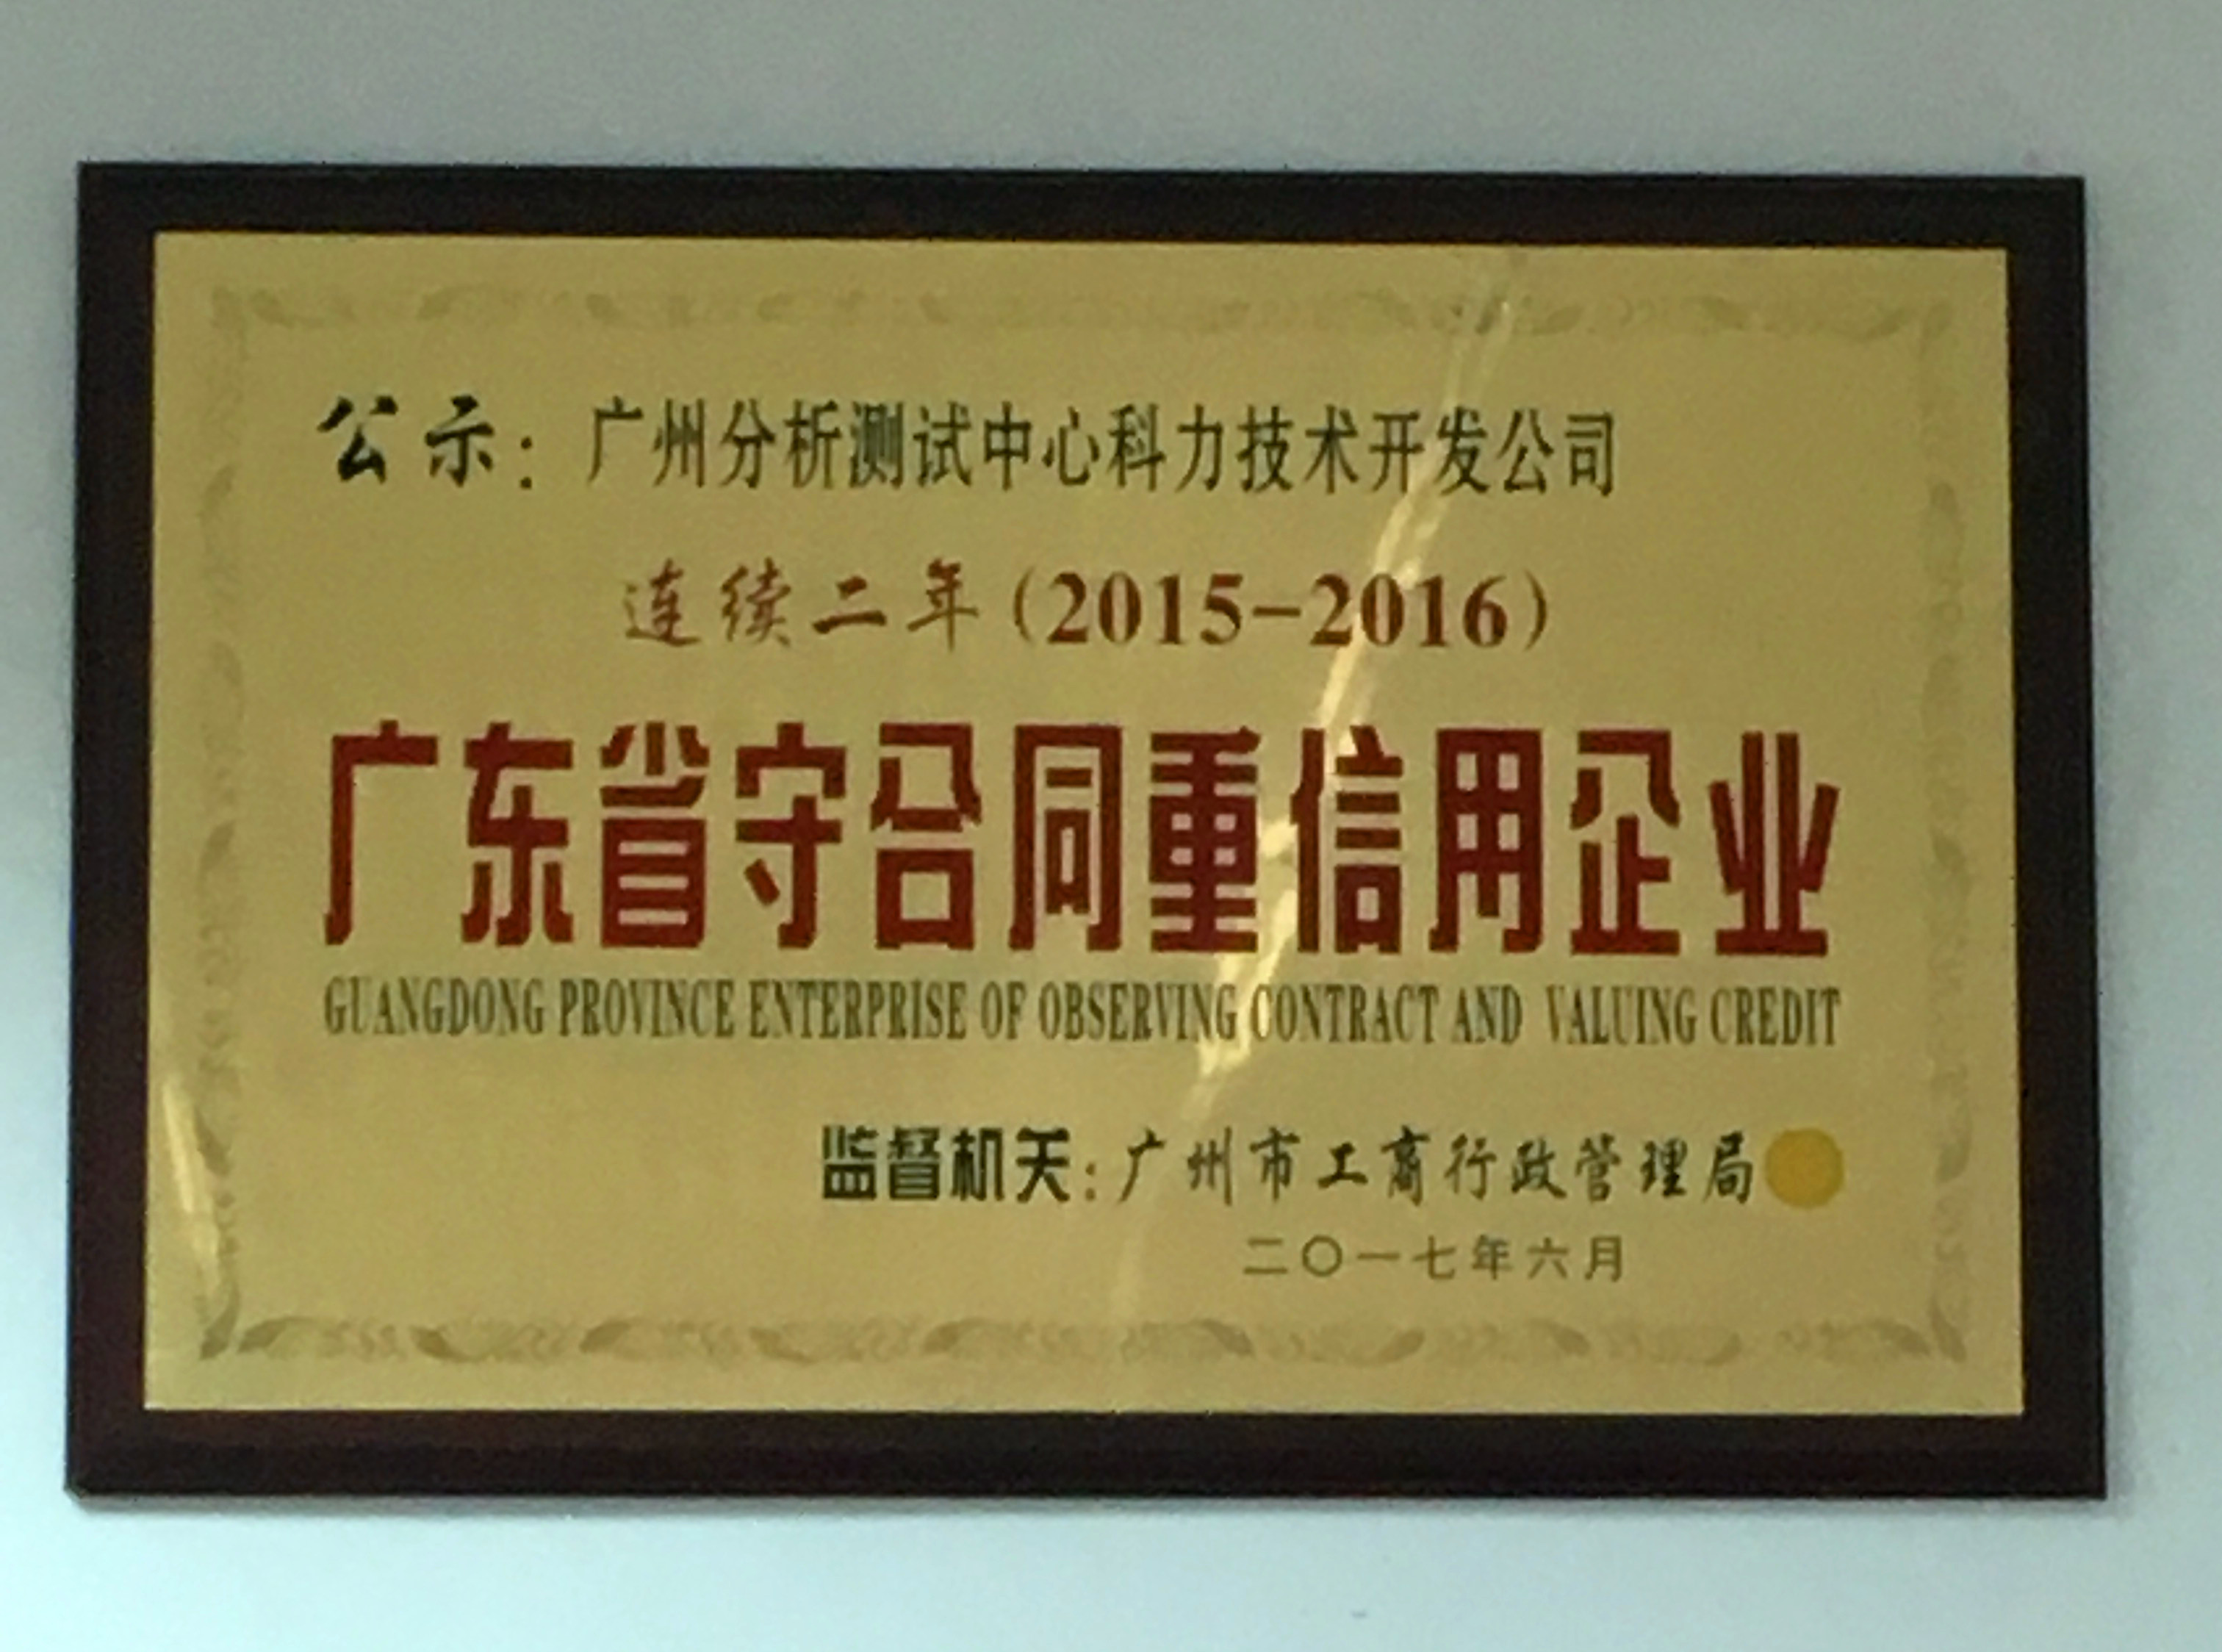 公示：广州分析测试中心科力技术开发公司
连续二年(2015-2016)
广东省守合同重信用企业
GUANGDONG PROVINCE ENTERPRISE OF OBSERVING CONTRACT AND VALUING CREDIT
监督机关：广州市工商行政管理局
二〇一七年六月